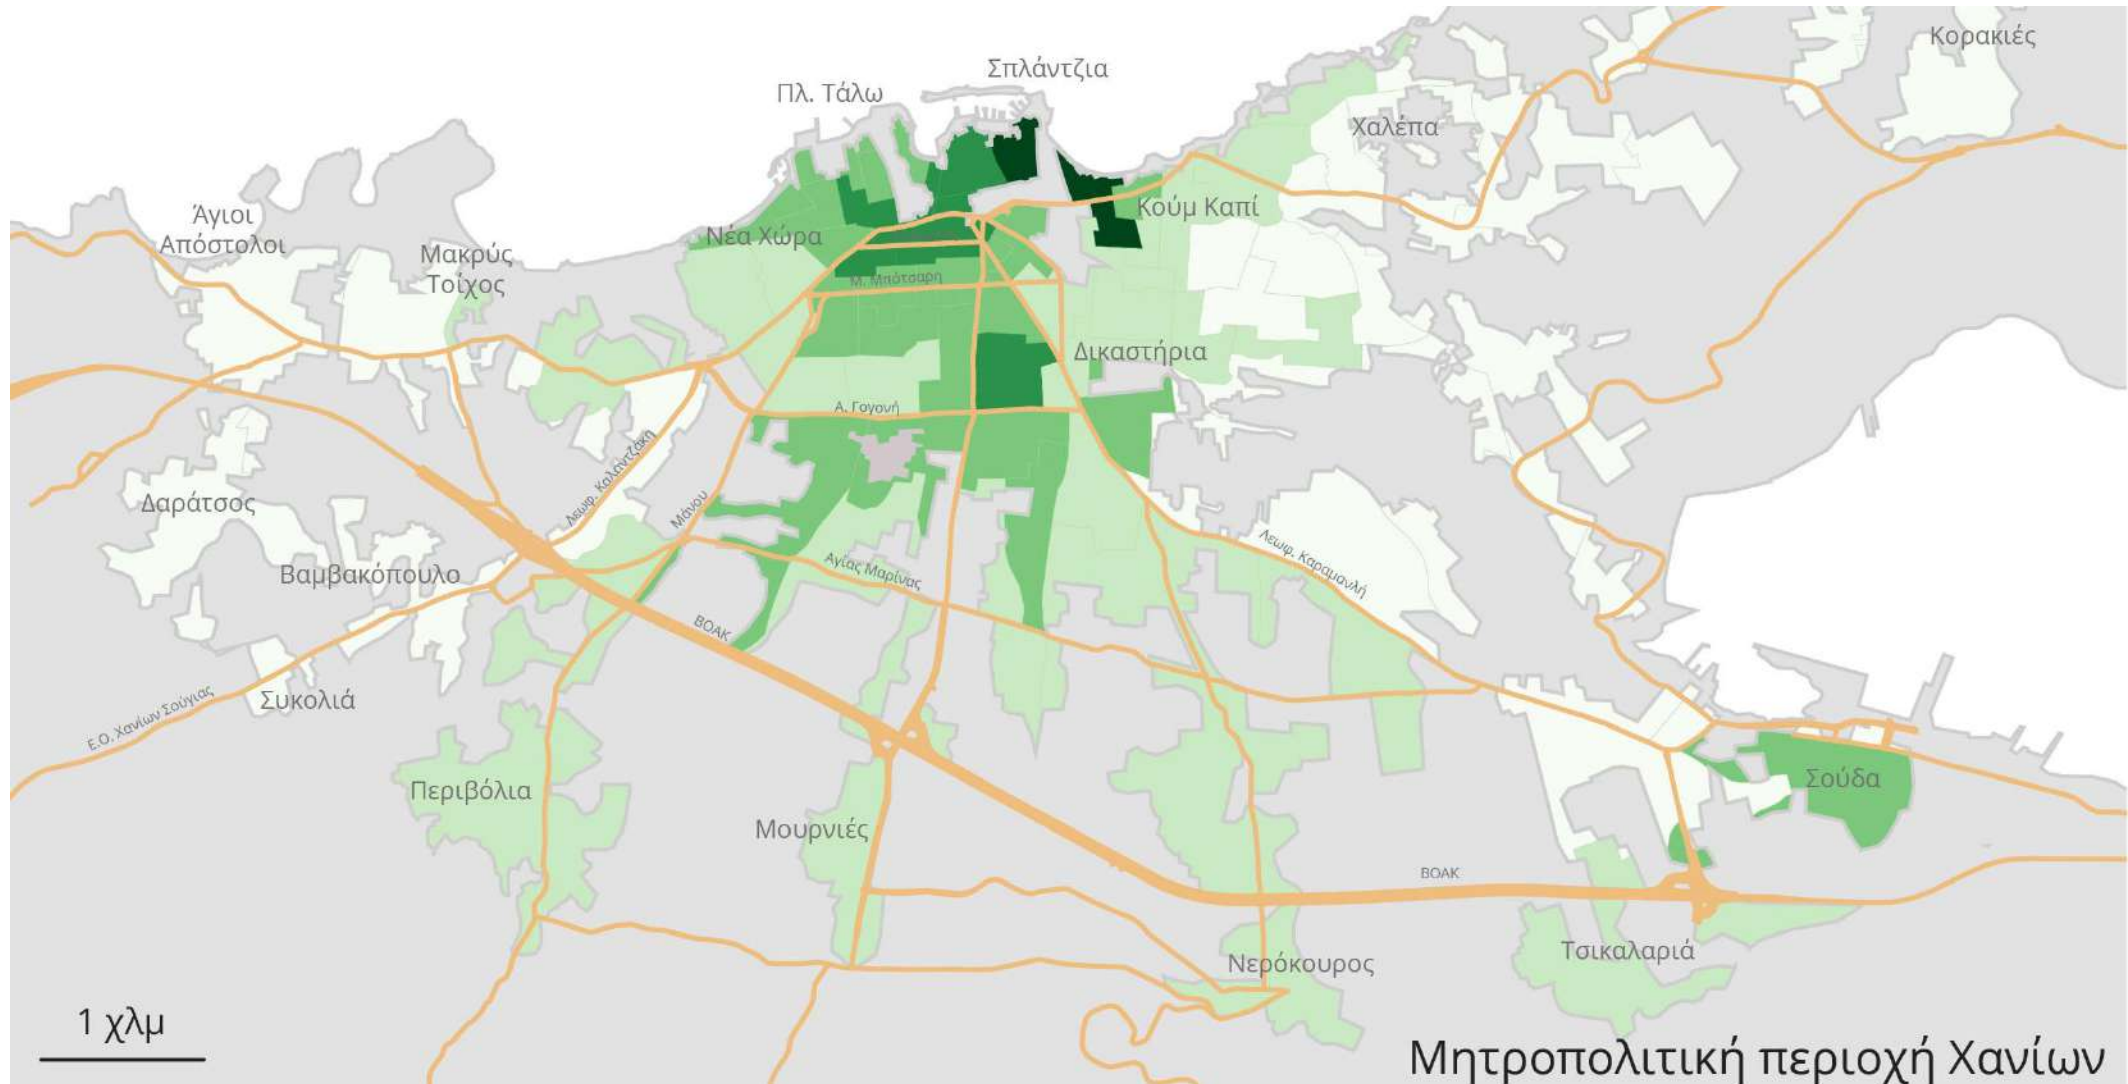 Κορακιές
Σπλάντζια
Πλ. Τάλω
Χαλέπα
Άγιοι
Απόστολοι
Κούμ Καπί
Νέα Χώρα
Μακρύς
Τοίχος
Μ. Μπότσαρη
Δικαστήρια
Α. Γογονή
Λεωφ. Καλαντζάκη
Δαράτσος
Μάνου
Λεωφ. Καραμανλή
Βαμβακόπουλο
Αγίας Μαρίνας
ΒΟΑΚ
Συκολιά
Ε.Ο. Χανίων Σούγιας
Σούδα
Περιβόλια
Μουρνιές
ΒΟΑΚ
Τσικαλαριά
Νερόκουρος
1 χλμ
Μητροπολιτική περιοχή Χανίων